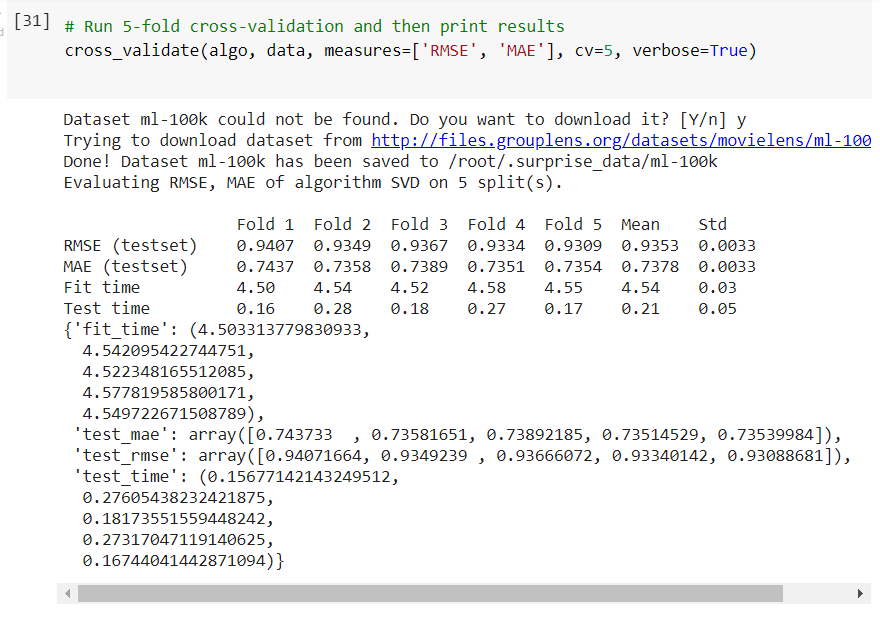 [31] # Run 5-fold cross-validation and then print results
cross_validate(algo, data, measures=['RMSE', 'MAE'], cv=5, verbose=True)
Dataset ml-100k could not be found. Do you want to download it? [Y/n] y
Trying to download dataset from http://files.grouplens.org/datasets/movielens/ml-100
Done! Dataset ml-100k has been saved to /root/.surprise_data/ml-100k
Evaluating RMSE, MAE of algorithm SVD on 5 split(s).
Fold 1 Fold 2 Fold 3 Fold 4 Fold 5 Mean Std
RMSE (testset) 0.9407 0.9349 0.9367 0.9334 0.9309 0.9353 0.0033
MAE (testset) 0.7437 0.7358 0.7389 0.7351 0.7354 0.7378 0.0033
Fit time 4.50 4.54 4.52 4.58 4.55 4.54 0.03
Test time 0.16 0.28 0.18 0.27 0.17 0.21 0.05
{'fit_time': (4.503313779830933,
4.542095422744751,
4.522348165512085,
4.577819585800171,
4.549722671508789),
'test_mae': array([0.743733 , 0.73581651, 0.73892185, 0.73514529, 0.73539984]),
'test_rmse': array([0.94071664, 0.9349239 , 0.93666072, 0.93340142, 0.93088681]),
'test_time': (0.15677142143249512,
0.27605438232421875,
0.18173551559448242,
0.27317047119140625,
0.16744041442871094)}